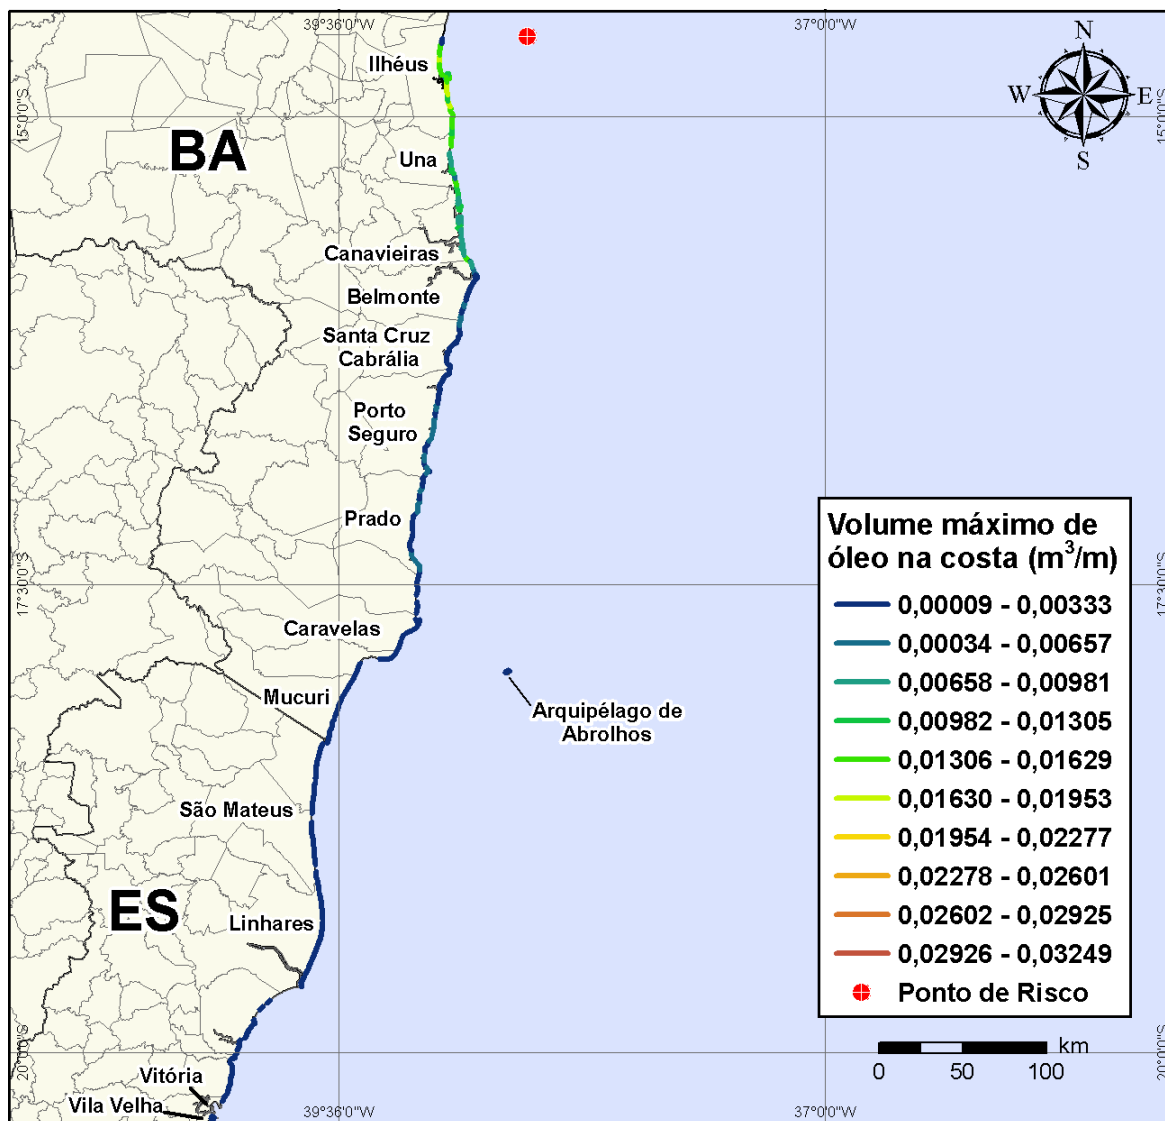 39°36'0"W
37°0'0"W
N
W
E
S
Ilhéus
15°0'0"S
15°0'0"S
BA
Una
Canavieiras
Belmonte
Santa Cruz
Cabrália
Porto
Seguro
Prado
17°30'0"S
17°30'0"S
Caravelas
Mucuri
Arquipélago de
Abrolhos
São Mateus
ES
Linhares
Vitória
Vila Velha
20°0'0"S
20°0'0"S
39°36'0"W
37°0'0"W
Volume máximo de
óleo na costa (m³/m)
0,00009 - 0,00333
0,00034 - 0,00657
0,00658 - 0,00981
0,00982 - 0,01305
0,01306 - 0,01629
0,01630 - 0,01953
0,01954 - 0,02277
0,02278 - 0,02601
0,02602 - 0,02925
0,02926 - 0,03249
Ponto de Risco
km
0 50 100